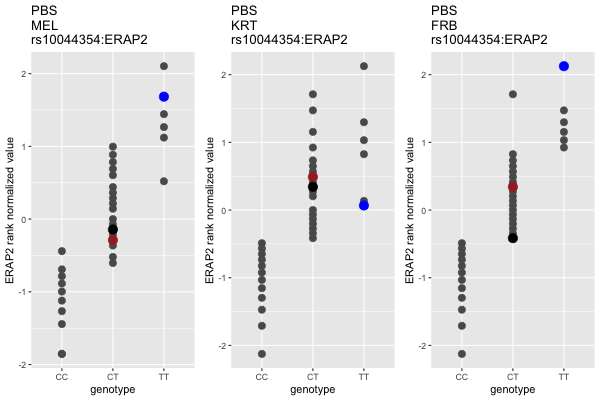 PBS
MEL
rs10044354:ERAP2
ERAP2 rank normalized value
2
1
0
-1
-2
CC CT TT
genotype
PBS
KRT
rs10044354:ERAP2
ERAP2 rank normalized value
2
1
0
-1
-2
CC CT TT
genotype
PBS
FRB
rs10044354:ERAP2
ERAP2 rank normalized value
2
1
0
-1
-2
CC CT TT
genotype